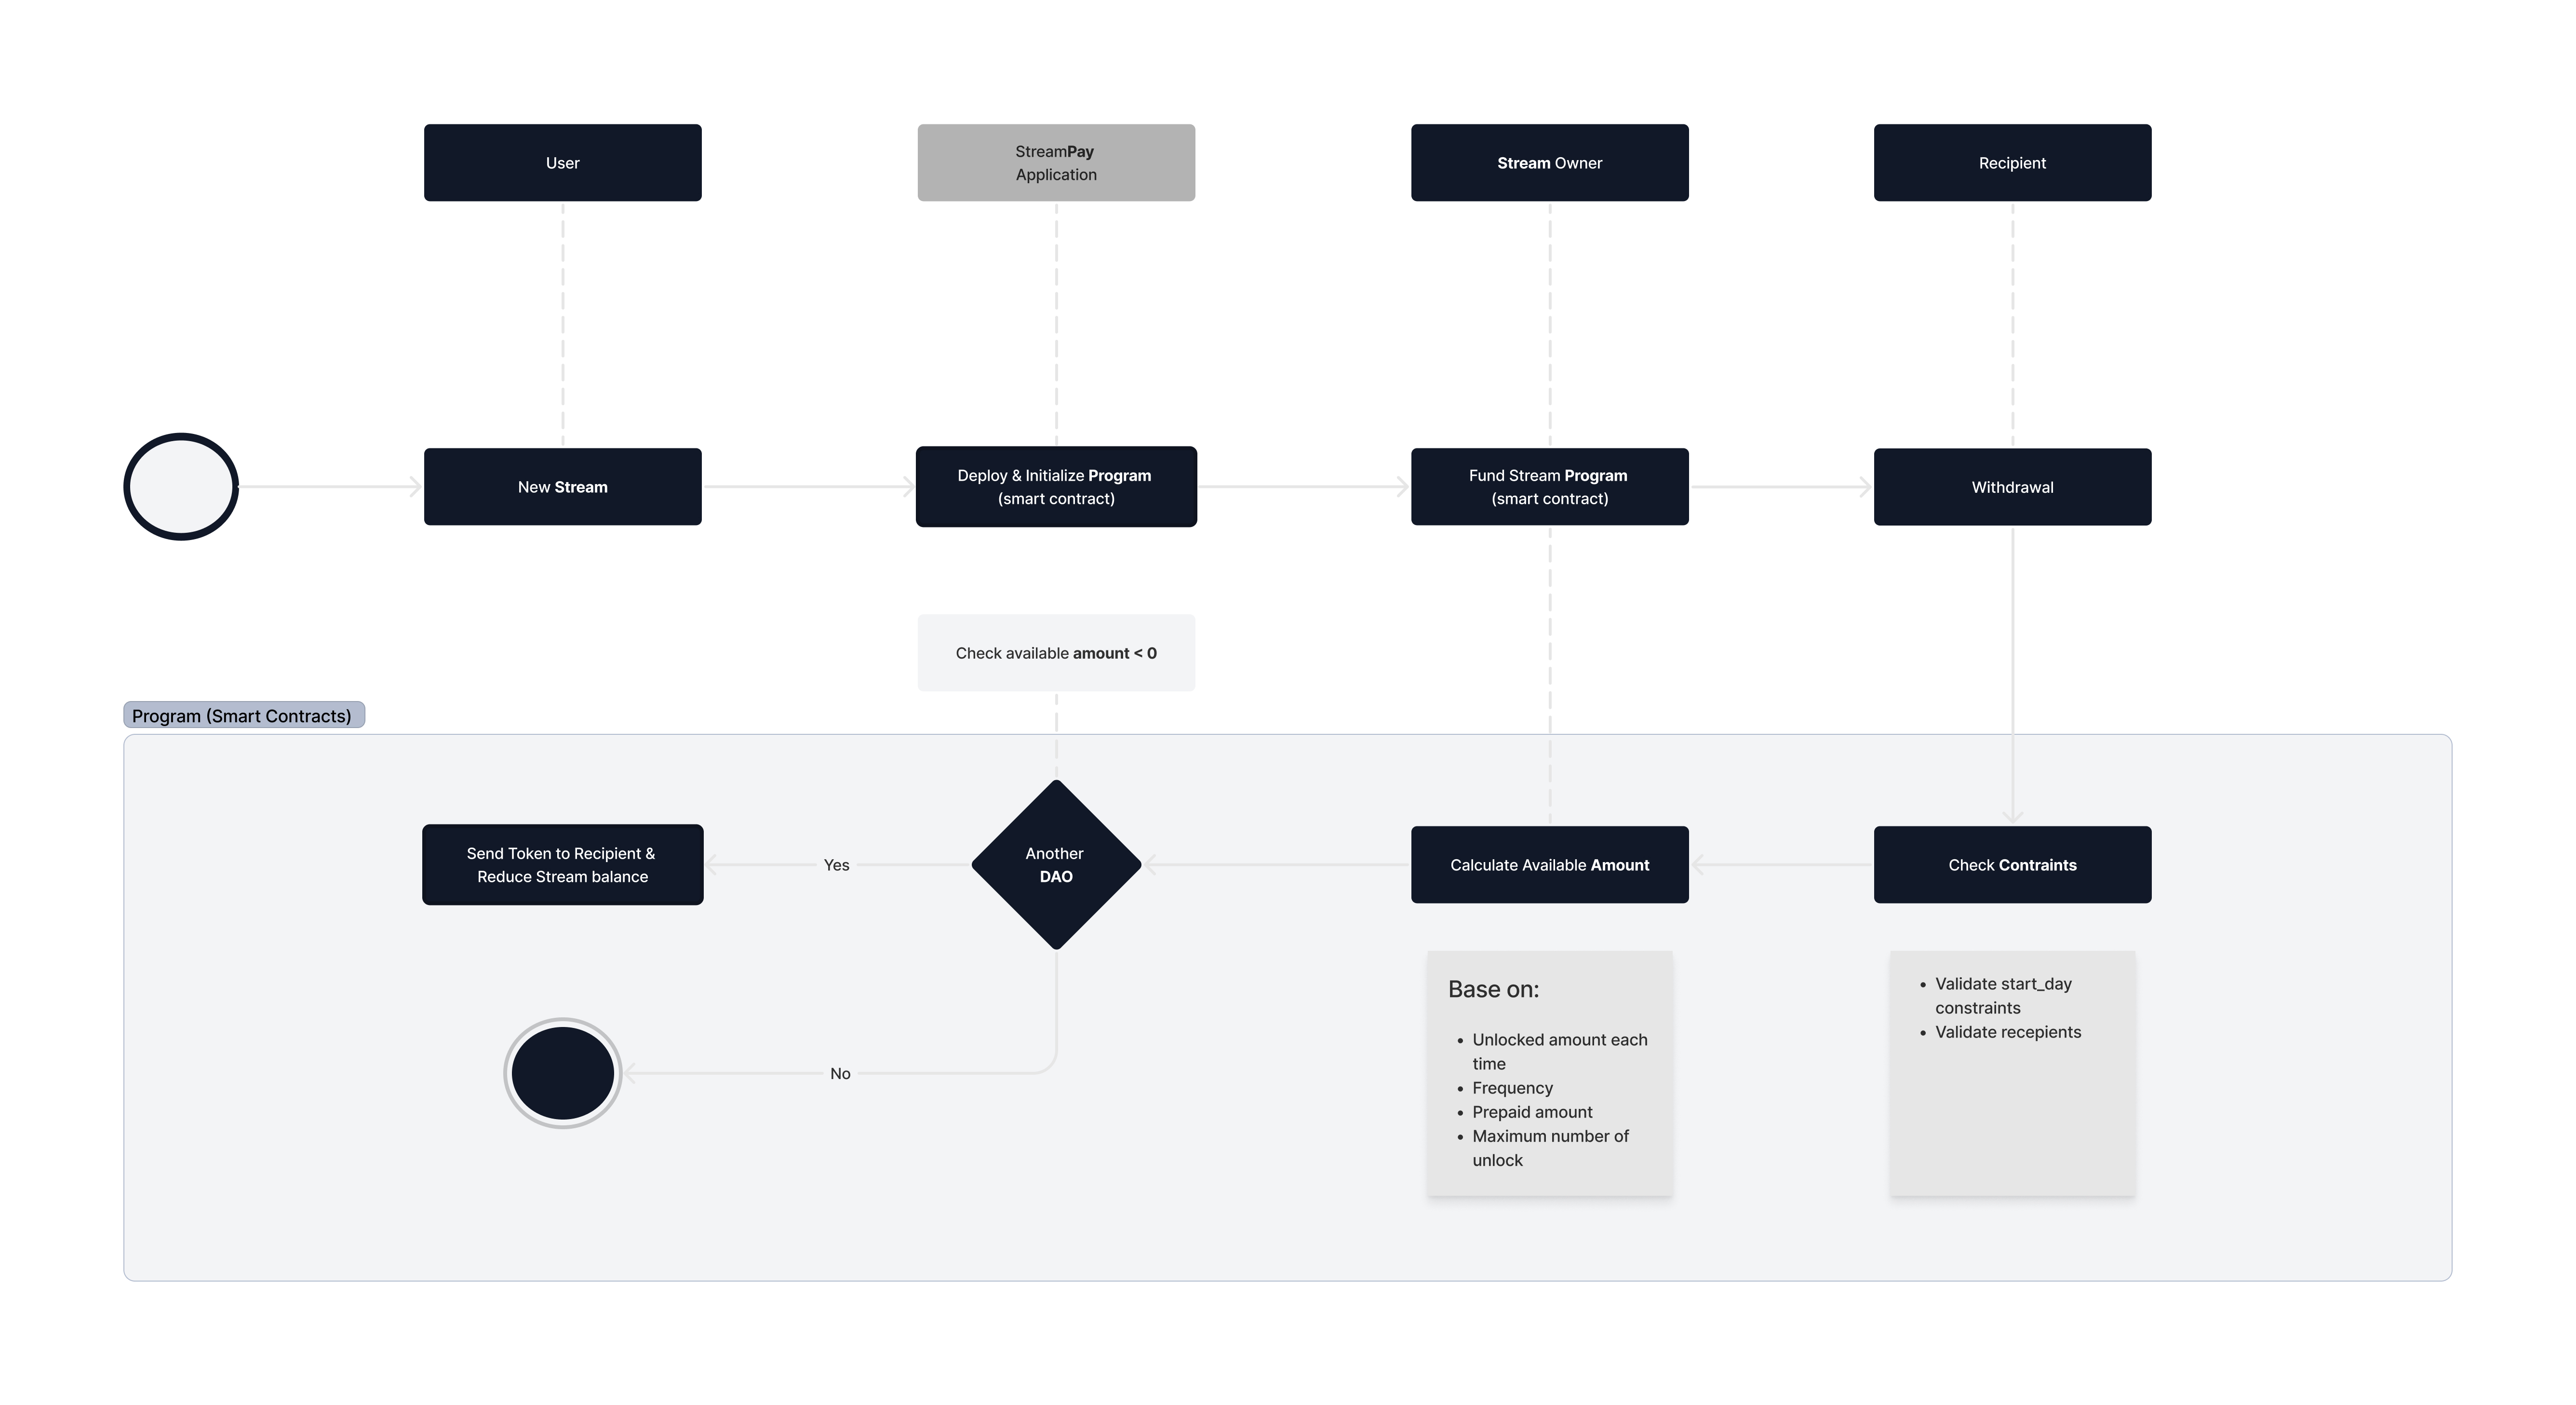 User
StreamPay
Application
Stream Owner
Recipient
New Stream
Deploy & Initialize Program
(smart contract)
Fund Stream Program
(smart contract)
Withdrawal
Check available amount < 0
Program (Smart Contracts)
Send Token to Recipient &
Reduce Stream balance
Yes
Another
DAO
Calculate Available Amount
Check Contraints
No
Base on:
• Unlocked amount each
time
• Frequency
• Prepaid amount
• Maximum number of
unlock
• Validate start_day
constraints
• Validate recepients